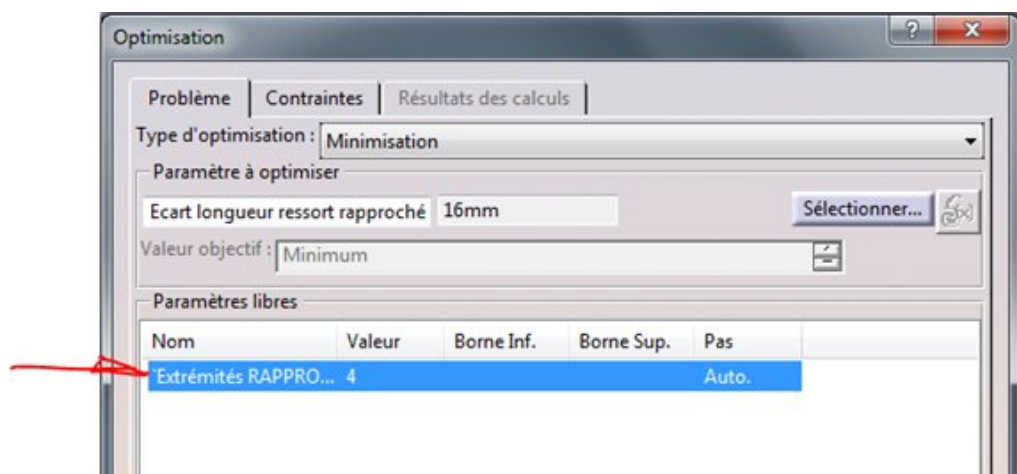 Optimisation
Problème Contraintes Résultats des calculs
Type d'optimisation : Minimisation
Paramètre à optimiser
Ecart longueur ressort rapproché 16mm Sélectionner...
Valeur objectif : Minimum
Paramètres libres
Nom Valeur Borne Inf. Borne Sup. Pas
`Extrémités RAPPRO... 4 Auto.